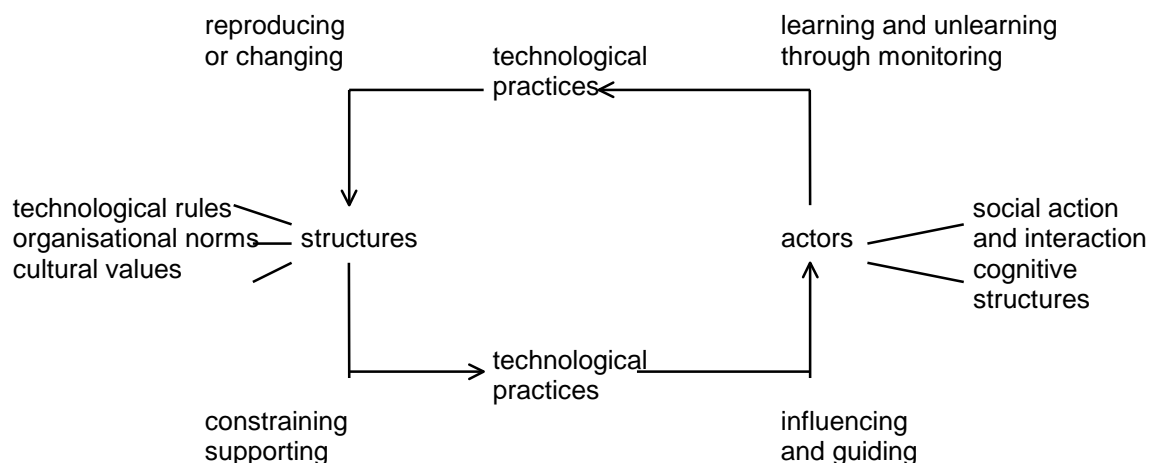 reproducing
or changing
technological
practices
learning and unlearning
through monitoring
technological rules
organisational norms
cultural values
structures
actors
social action
and interaction
cognitive
structures
technological
practices
constraining
supporting
influencing
and guiding